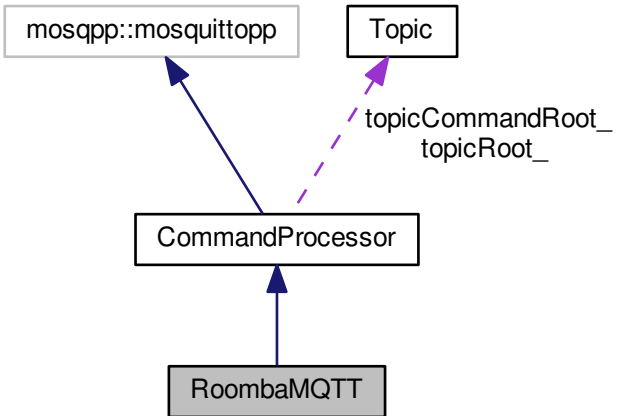 mosqpp::mosquittopp
Topic
topicCommandRoot_
topicRoot_
CommandProcessor
RoombaMQTT